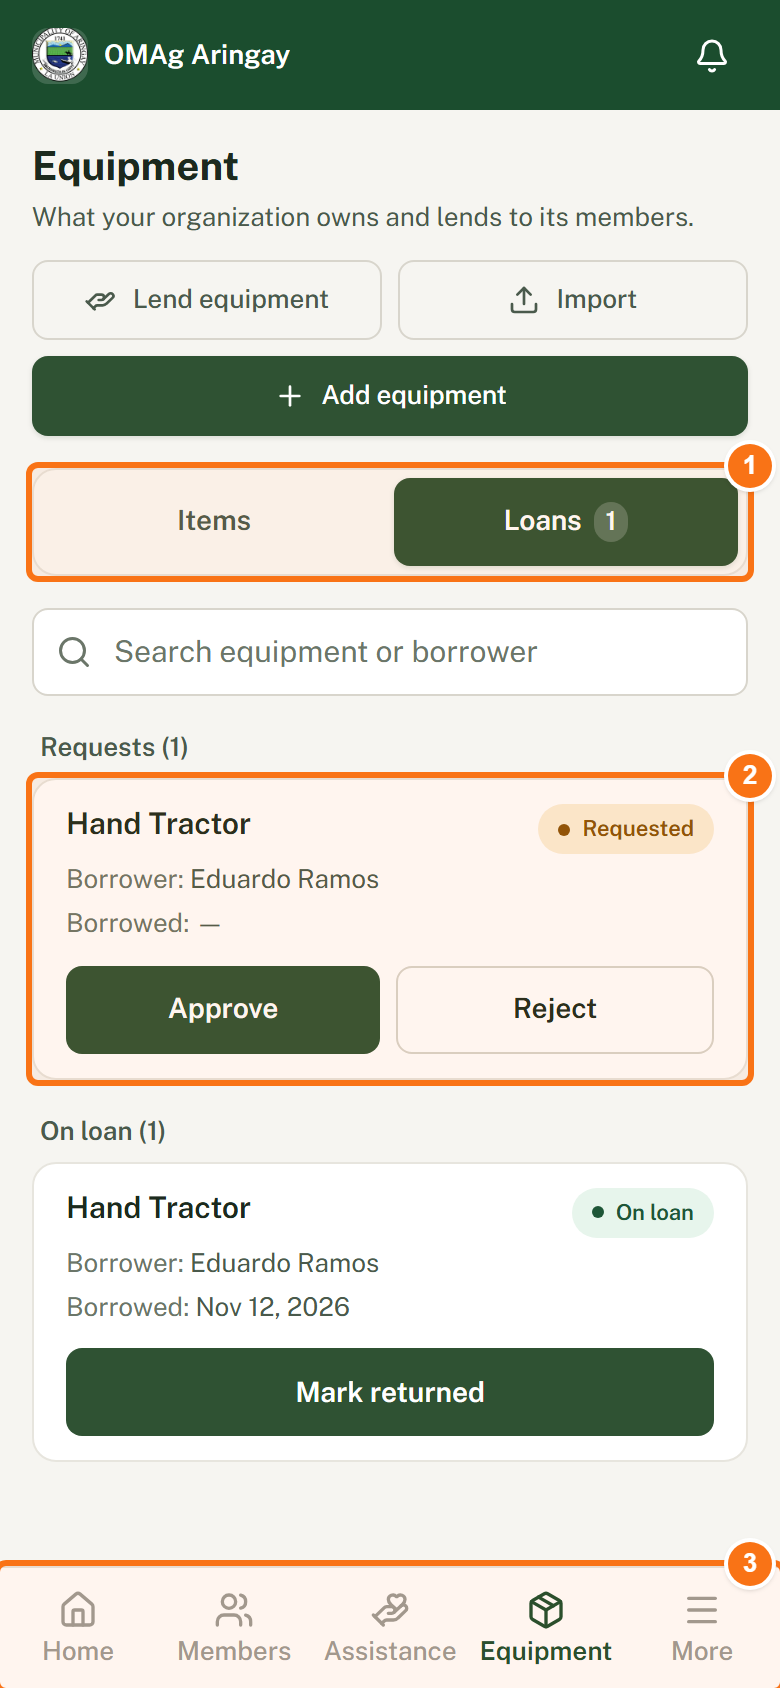 OMAg Aringay
Equipment
What your organization owns and lends to its members.
Lend equipment
Import
Add equipment
1
Items
Loans 1
Search equipment or borrower
Requests (1)
2
Hand Tractor
Requested
Borrower: Eduardo Ramos
Borrowed: —
Approve
Reject
On loan (1)
Hand Tractor
On loan
Borrower: Eduardo Ramos
Borrowed: Nov 12, 2026
Mark returned
3
Home
Members
Assistance
Equipment
More